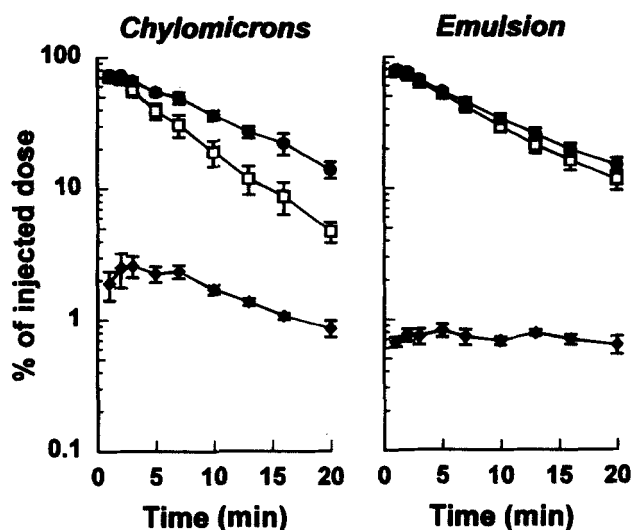 Chylomicrons
Emulsion
% of injected dose
100
10
1
0.1
0 5 10 15 20
0 5 10 15 20
Time (min)
Time (min)